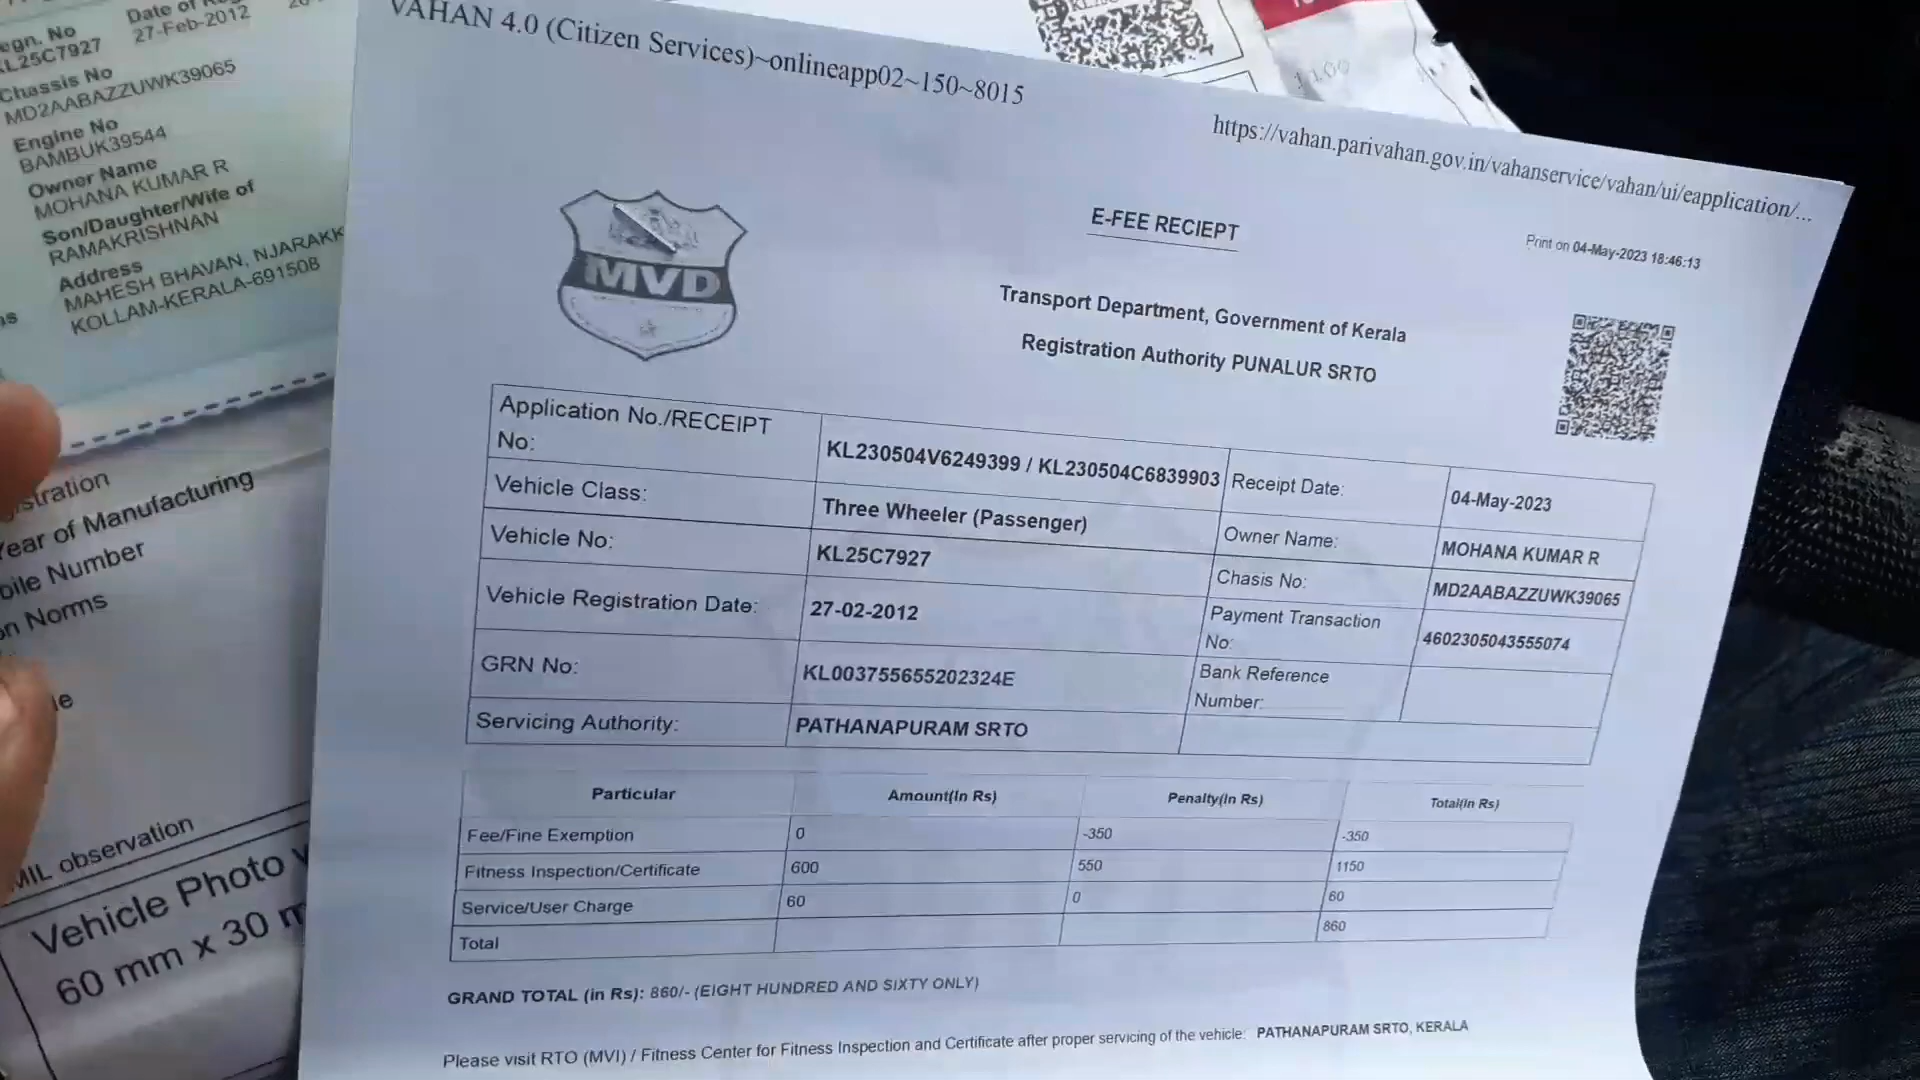 Date of
egn. No
KL25C7927
27-Feb-2012
Chassis No
MD2AABAZZUWK39065
Engine No
BAMBUK39544
Owner Name
MOHANA KUMAR R
Son/Daughter/Wife of
RAMAKRISHNAN
Address
MAHESH BHAVAN, NJARAKK
KOLLAM-KERALA-691508
istration
Year of Manufacturing
bile Number
on Norms
MIL observation
Vehicle Photo
60 mm x 30 m
VAHAN 4.0 (Citizen Services)~onlineapp02~150~8015
https://vahan.parivahan.gov.in/vahanservice/vahan/ui/eapplication/...
MVD
E-FEE RECIEPT
Print on 04-May-2023 18:46:13
Transport Department, Government of Kerala
Registration Authority PUNALUR SRTO
Application No./RECEIPT No: KL230504V6249399 / KL230504C6839903 Receipt Date: 04-May-2023
Vehicle Class: Three Wheeler (Passenger) Owner Name: MOHANA KUMAR R
Vehicle No: KL25C7927 Chasis No: MD2AABAZZUWK39065
Vehicle Registration Date: 27-02-2012 Payment Transaction No: 4602305043555074
GRN No: KL003755655202324E Bank Reference Number:
Servicing Authority: PATHANAPURAM SRTO
Particular Amount(In Rs) Penalty(In Rs) Total(In Rs)
Fee/Fine Exemption 0 -350 -350
Fitness Inspection/Certificate 600 550 1150
Service/User Charge 60 0 60
Total 860
GRAND TOTAL (in Rs): 860/- (EIGHT HUNDRED AND SIXTY ONLY)
Please visit RTO (MVI) / Fitness Center for Fitness Inspection and Certificate after proper servicing of the vehicle: PATHANAPURAM SRTO, KERALA